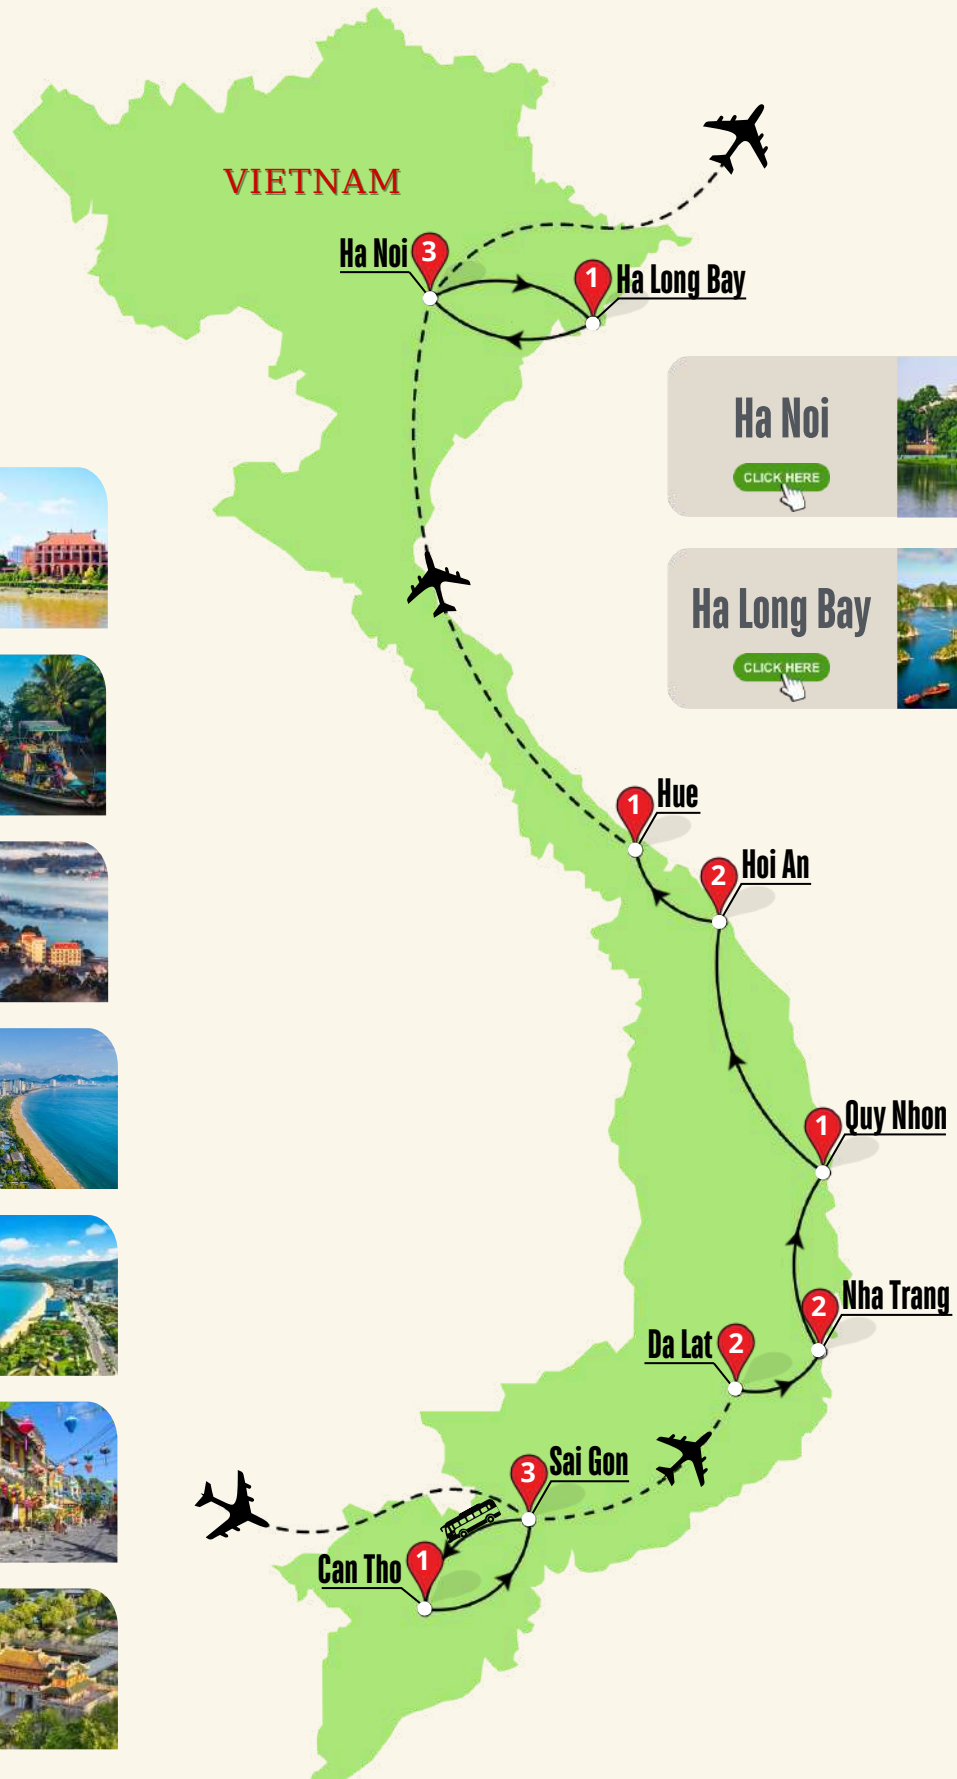 VIETNAM
Ha Noi
3
1
Ha Long Bay
Ha Noi
CLICK HERE
Ha Long Bay
CLICK HERE
1
Hue
2
Hoi An
1
Quy Nhon
2
Nha Trang
Da Lat
2
3
Sai Gon
Can Tho
1